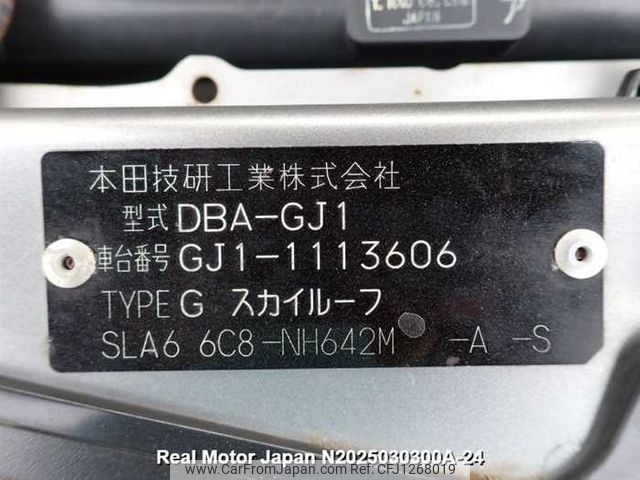 JAPAN
本田技研工業株式会社
型式 DBA-GJ1
車台番号 GJ1-1113606
TYPE G スカイルーフ
SLA6 6C8-NH642M -A -S
Real Motor Japan N2025030300A-24
www.CarFromJapan.com ID:CFJ1268019